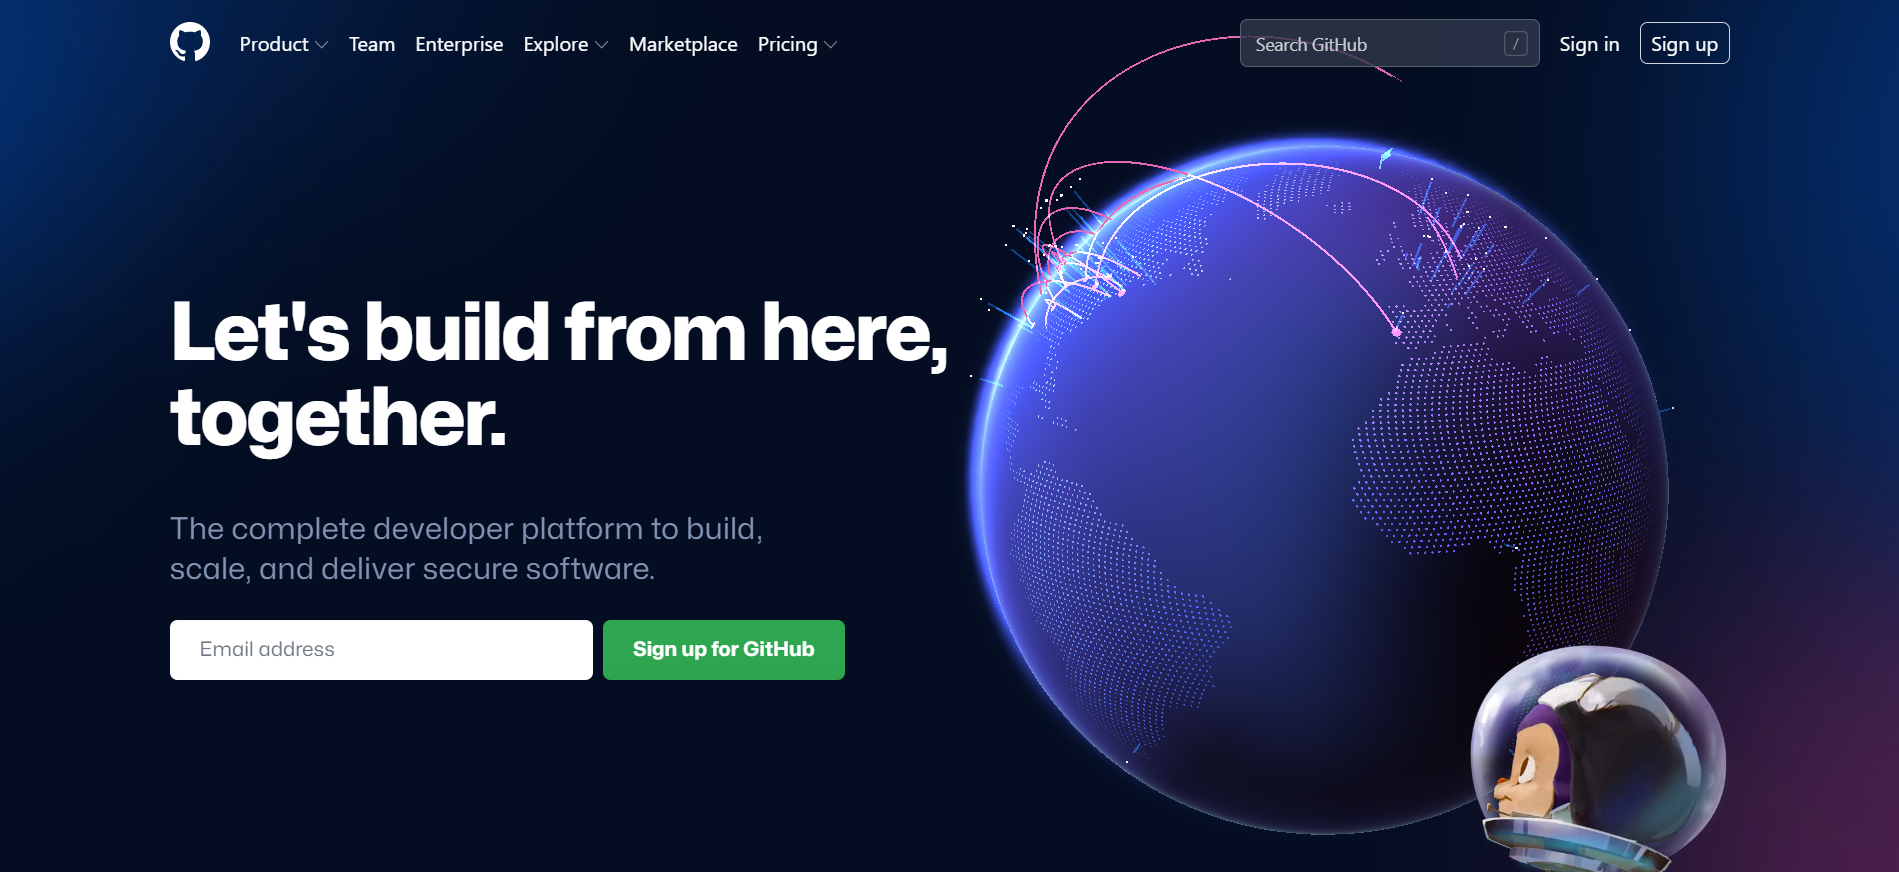 Product Team Enterprise Explore Marketplace Pricing Search GitHub / Sign in Sign up
Let's build from here,
together.
The complete developer platform to build,
scale, and deliver secure software.
Email address Sign up for GitHub